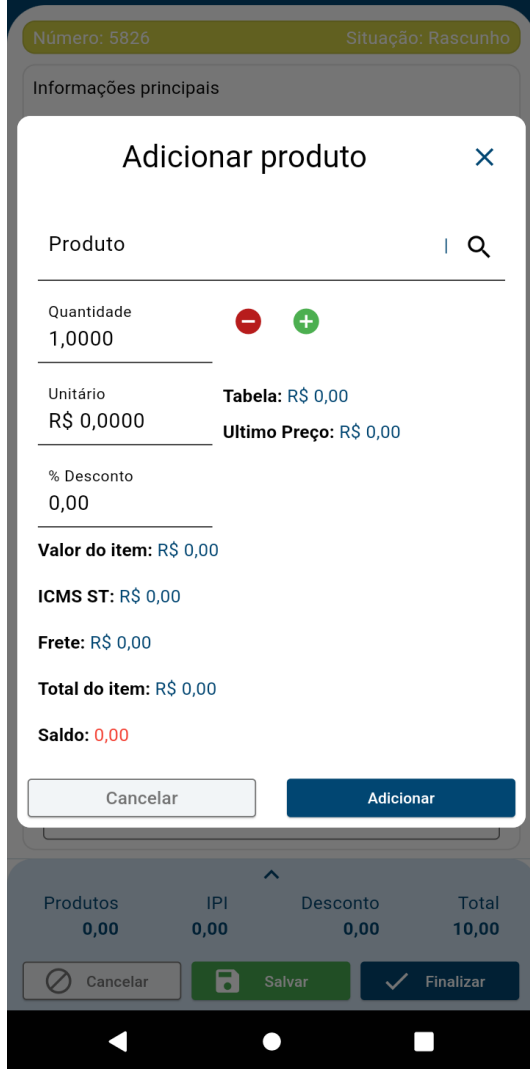 Número: 5826 Situação: Rascunho
Informações principais
Adicionar produto
Produto
Quantidade
1,0000
Unitário
R$ 0,0000
Tabela: R$ 0,00
Ultimo Preço: R$ 0,00
% Desconto
0,00
Valor do item: R$ 0,00
ICMS ST: R$ 0,00
Frete: R$ 0,00
Total do item: R$ 0,00
Saldo: 0,00
Cancelar Adicionar
Produtos IPI Desconto Total
0,00 0,00 0,00 10,00
Cancelar Salvar Finalizar